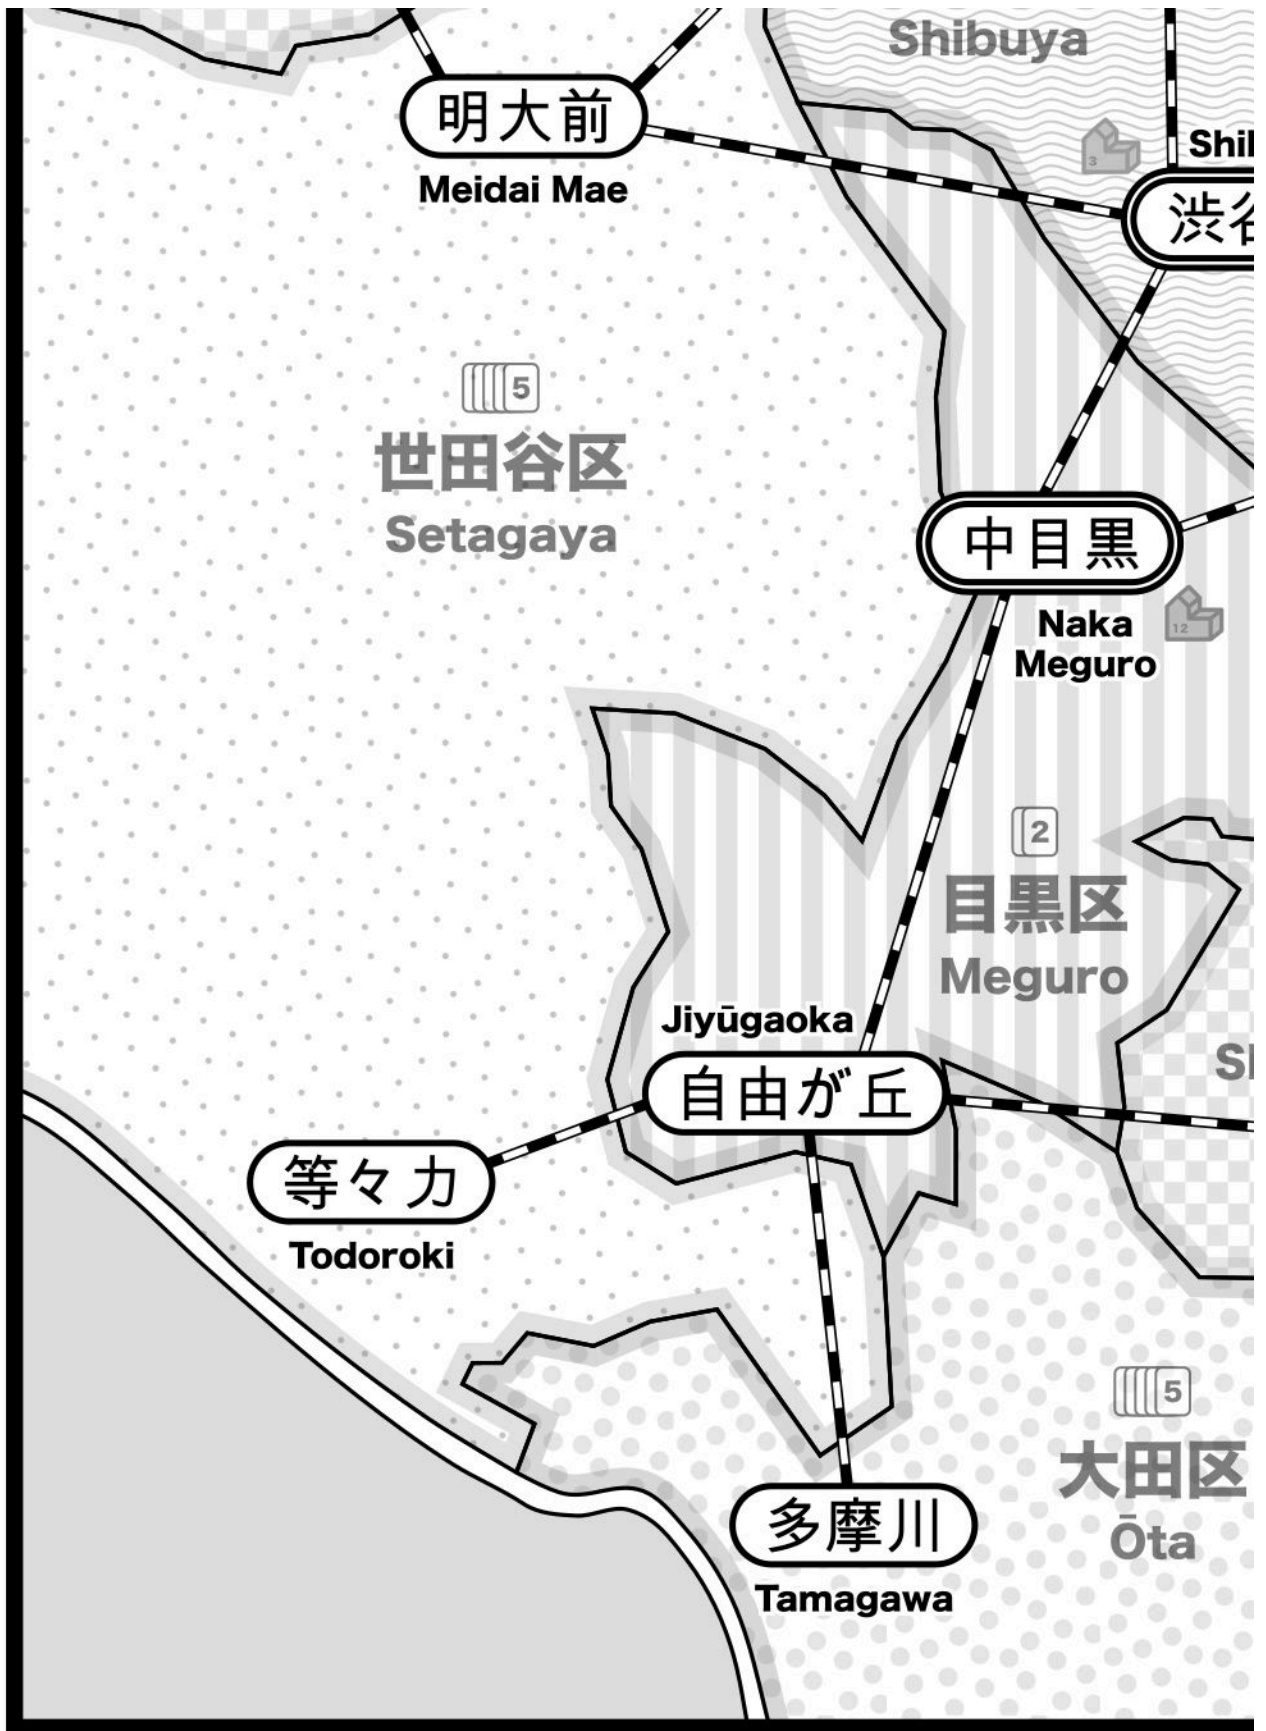 Shibuya
3
明大前
Meidai Mae
Shi
渋谷
5
世田谷区
Setagaya
中目黒
Naka
Meguro
12
2
目黒区
Meguro
S
Jiyūgaoka
自由が丘
等々力
Todoroki
5
大田区
Ōta
多摩川
Tamagawa